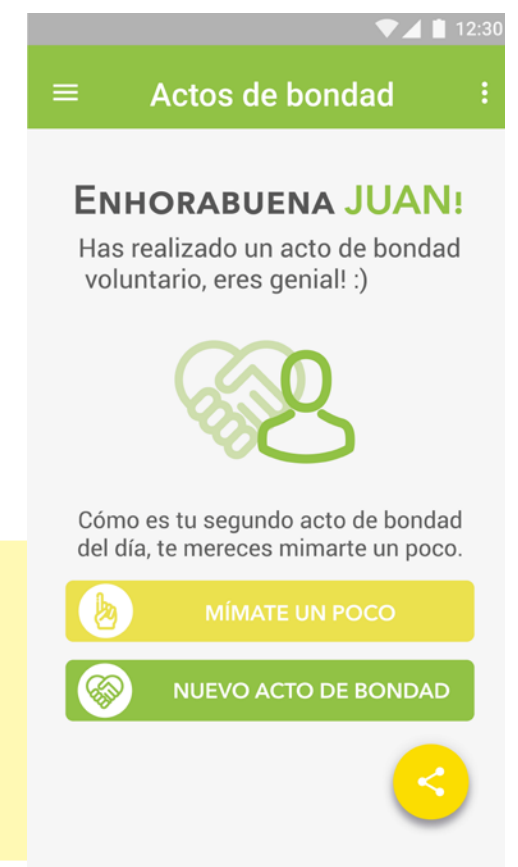 12:30
Actos de bondad
ENHORABUENA JUAN!
Has realizado un acto de bondad
voluntario, eres genial! :)
Cómo es tu segundo acto de bondad
del día, te mereces mimarte un poco.
MÍMATE UN POCO
NUEVO ACTO DE BONDAD